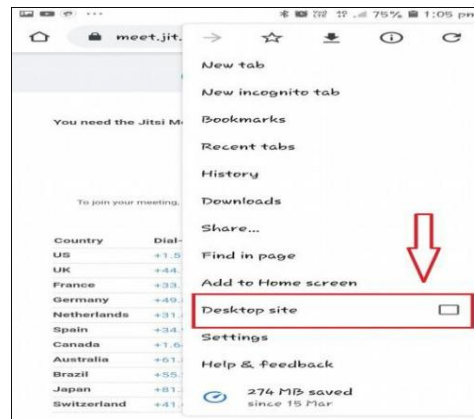 75% 1:05 pm
meet.jit.
New tab
New incognito tab
You need the Jitsi M
Bookmarks
Recent tabs
History
To join your meeting,
Downloads
Share...
Country Dial-
US +1.5
Find in page
UK +44.
France +33.
Add to Home screen
Germany +49.
Netherlands +31.
Desktop site
Spain +34.
Canada +1.6
Settings
Australia +61.
Help & feedback
Brazil +55.
Japan +81.
274 MB saved
Switzerland +41.
since 15 Mar